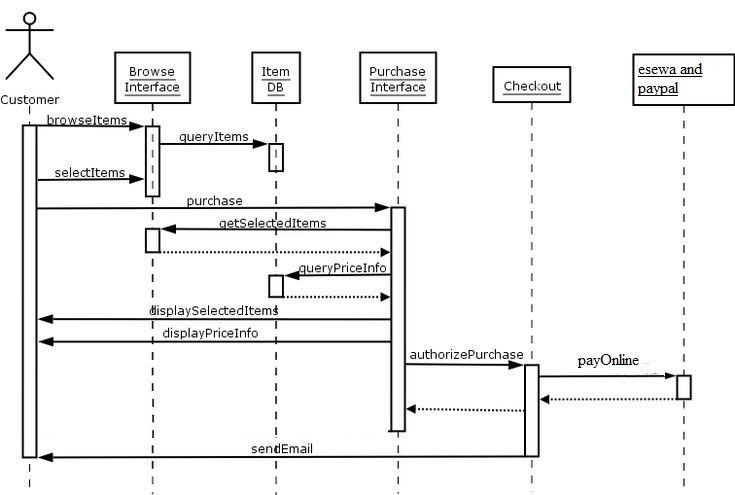 Browse
Interface
Item
DB
Purchase
Interface
Checkout
esewa and
paypal
Customer
browseItems
queryItems
selectItems
purchase
getSelectedItems
queryPriceInfo
displaySelectedItems
displayPriceInfo
authorizePurchase
payOnline
sendEmail